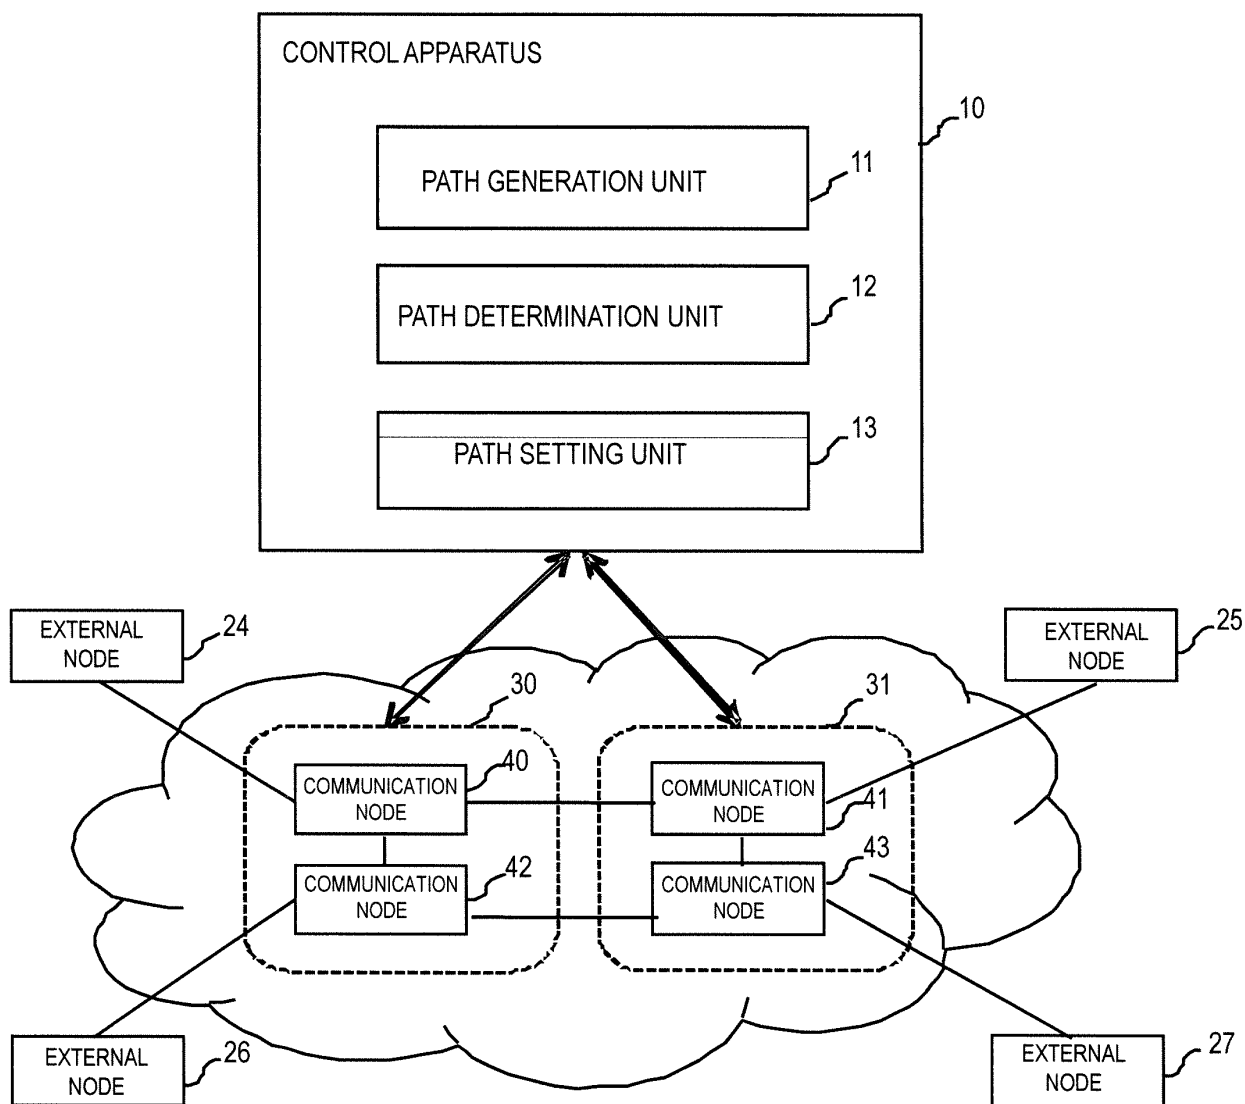 CONTROL APPARATUS
10
PATH GENERATION UNIT
11
PATH DETERMINATION UNIT
12
PATH SETTING UNIT
13
EXTERNAL
NODE
24
EXTERNAL
NODE
25
30
31
COMMUNICATION
NODE
40
COMMUNICATION
NODE
41
COMMUNICATION
NODE
42
COMMUNICATION
NODE
43
EXTERNAL
NODE
26
EXTERNAL
NODE
27